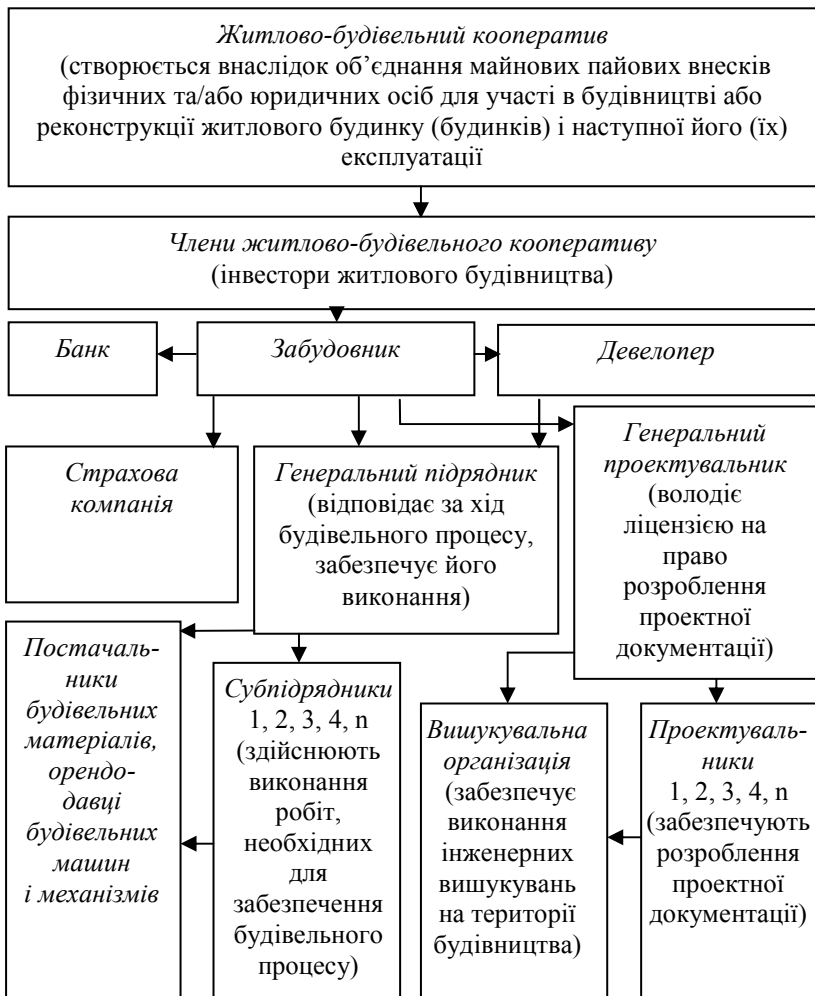 Житлово-будівельний кооператив
(створюється внаслідок об’єднання майнових пайових внесків
фізичних та/або юридичних осіб для участі в будівництві або
реконструкції житлового будинку (будинків) і наступної його (їх)
експлуатації
Члени житлово-будівельного кооперативу
(інвестори житлового будівництва)
Банк
Забудовник
Девелопер
Страхова
компанія
Генеральний підрядник
(відповідає за хід
будівельного процесу,
забезпечує його
виконання)
Генеральний
проектувальник
(володіє
ліцензією на
право
розроблення
проектної
документації)
Постачаль-
ники
будівельних
матеріалів,
орендо-
давці
будівельних
машин
і механізмів
Субпідрядники
1, 2, 3, 4, n
(здійснюють
виконання
робіт,
необхідних
для
забезпечення
будівельного
процесу)
Вишукувальна
організація
(забезпечує
виконання
інженерних
вишукувань
на території
будівництва)
Проектуваль-
ники
1, 2, 3, 4, n
(забезпечують
розроблення
проектної
документації)